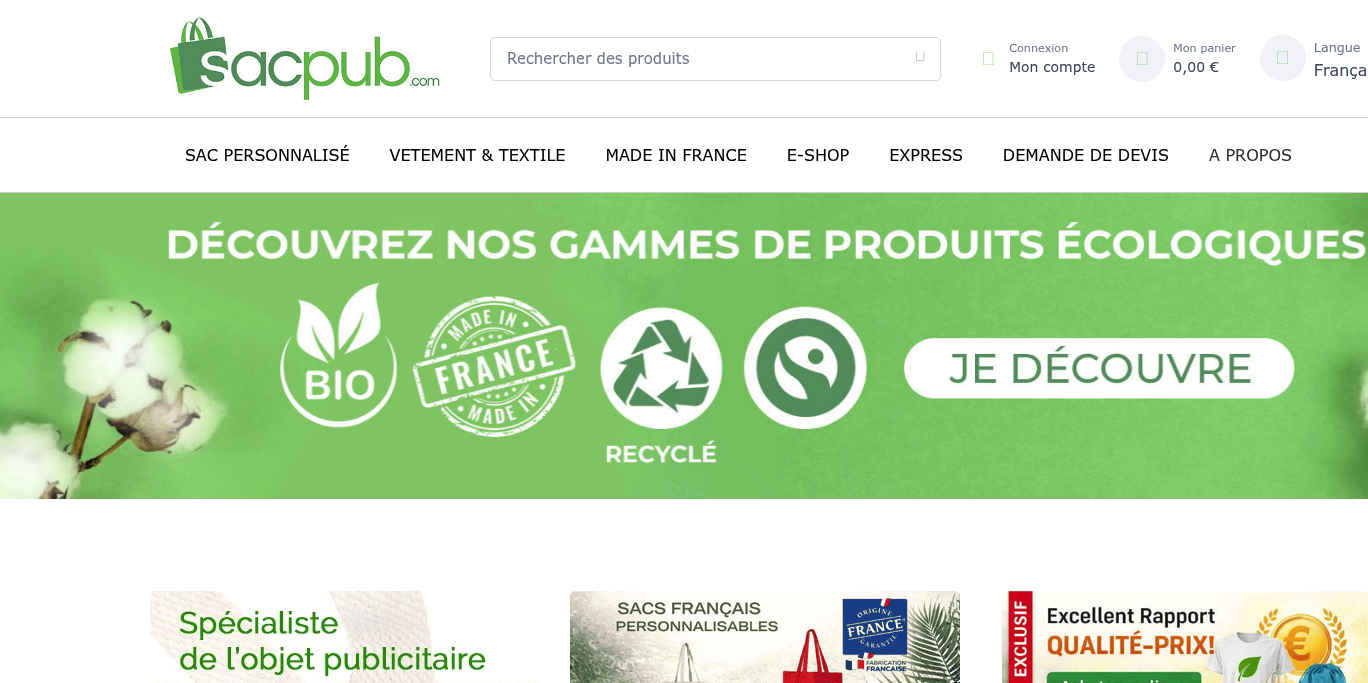 sacpub.com
Rechercher des produits
Connexion
Mon compte
Mon panier
0,00 €
Langue
França
SAC PERSONNALISÉ
VETEMENT & TEXTILE
MADE IN FRANCE
E-SHOP
EXPRESS
DEMANDE DE DEVIS
A PROPOS
DÉCOUVREZ NOS GAMMES DE PRODUITS ÉCOLOGIQUES
BIO
MADE IN
FRANCE
MADE IN
RECYCLÉ
JE DÉCOUVRE
Spécialiste
de l'objet publicitaire
SACS FRANÇAIS
PERSONNALISABLES
ORIGINE
FRANCE
GARANTIE
FABRICATION
FRANÇAISE
EXCLUSIF
Excellent Rapport
QUALITÉ-PRIX!